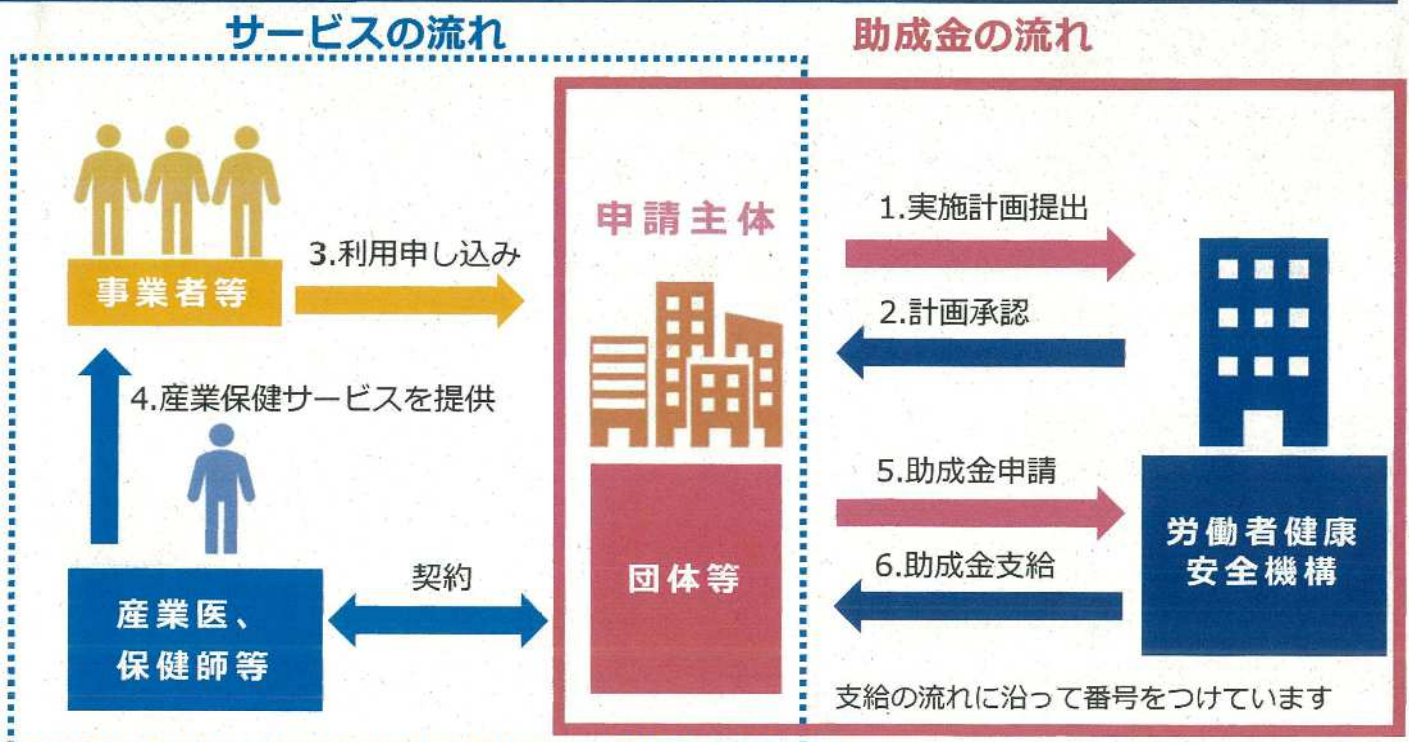 サービスの流れ
助成金の流れ
申請主体
1.実施計画提出
3.利用申し込み
事業者等
2.計画承認
4.産業保健サービスを提供
5.助成金申請
労働者健康
安全機構
契約
団体等
6.助成金支給
産業医、
保健師等
支給の流れに沿って番号をつけています